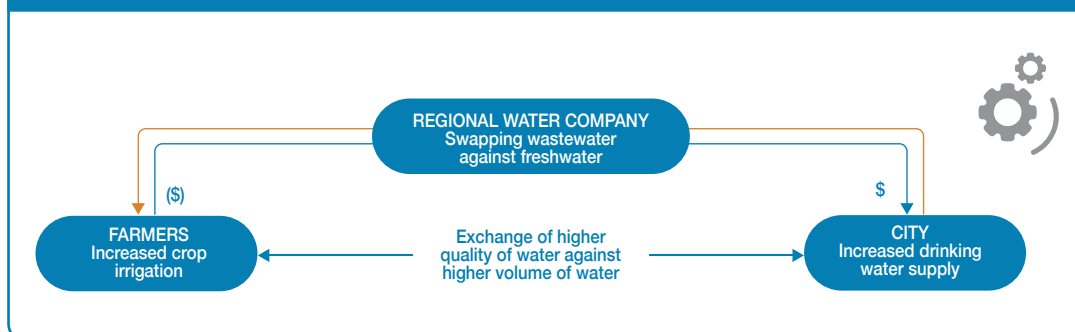 REGIONAL WATER COMPANY
Swapping wastewater
against freshwater
($)
$
FARMERS
Increased crop
irrigation
Exchange of higher
quality of water against
higher volume of water
CITY
Increased drinking
water supply